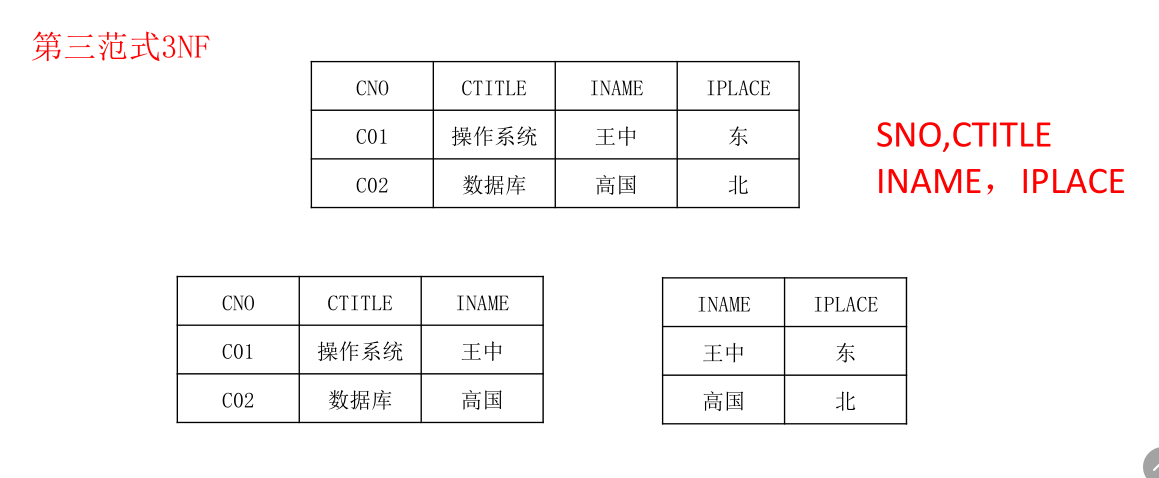 第三范式3NF
CNO CTITLE INAME IPLACE
C01 操作系统 王中 东
C02 数据库 高国 北
SNO,CTITLE
INAME，IPLACE
CNO CTITLE INAME
C01 操作系统 王中
C02 数据库 高国
INAME IPLACE
王中 东
高国 北